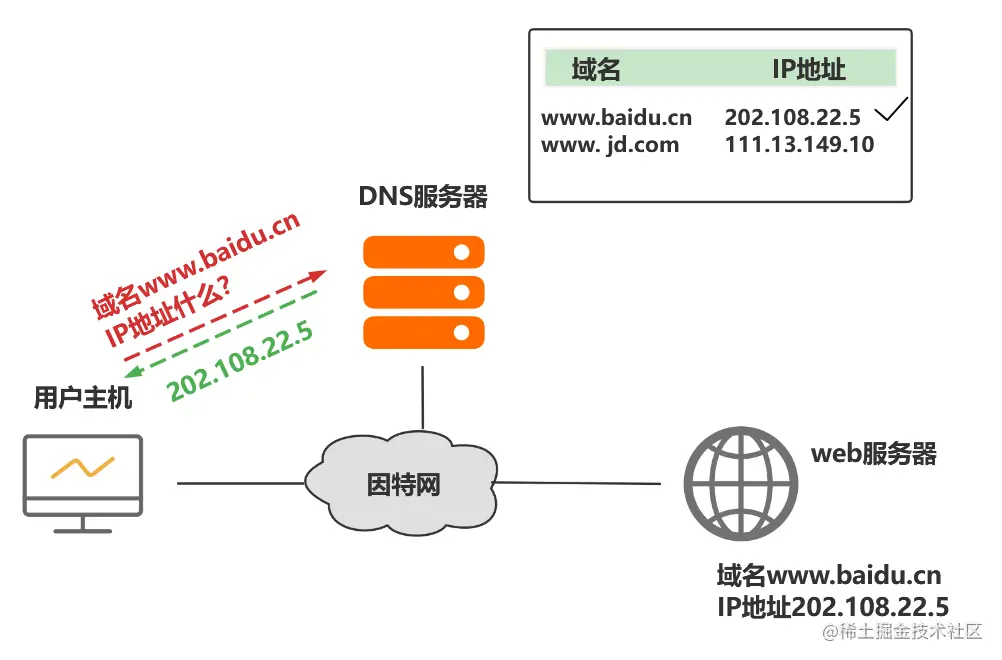 域名 IP地址
www.baidu.cn 202.108.22.5
www. jd.com 111.13.149.10
DNS服务器
域名www.baidu.cn
IP地址什么?
202.108.22.5
用户主机
因特网
web服务器
域名www.baidu.cn
IP地址202.108.22.5
@稀土掘金技术社区